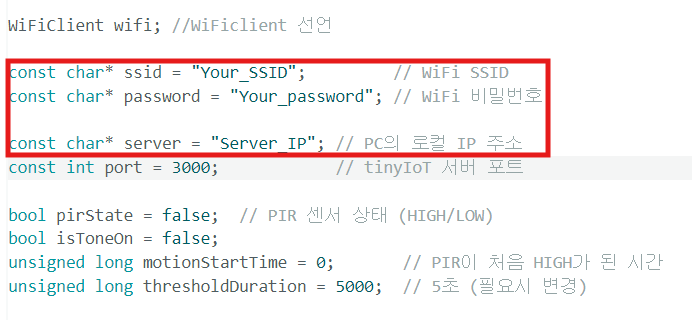 WiFiClient wifi; //WiFiclient 선언
const char* ssid = "Your_SSID"; // WiFi SSID
const char* password = "Your_password"; // WiFi 비밀번호
const char* server = "Server_IP"; // PC의 로컬 IP 주소
const int port = 3000; // tinyIoT 서버 포트
bool pirState = false; // PIR 센서 상태 (HIGH/LOW)
bool isToneOn = false;
unsigned long motionStartTime = 0; // PIR이 처음 HIGH가 된 시간
unsigned long thresholdDuration = 5000; // 5초 (필요시 변경)